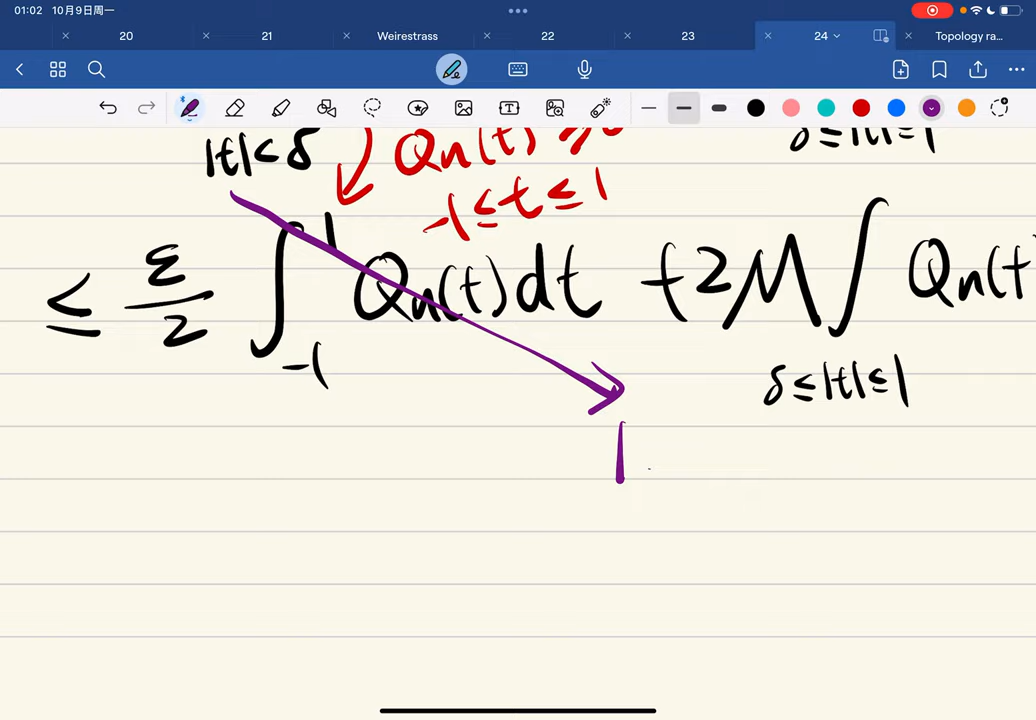 01:02 10月9日周一
20 21 Weirestrass 22 23 24 Topology ra...
|t|<δ Qn(t) ≥0 δ≤|t|≤1
-1≤t≤1
≤ ε/2 ∫_{-1}^{1} Qn(t)dt +2M ∫ Qn(t)
δ≤|t|≤1
1